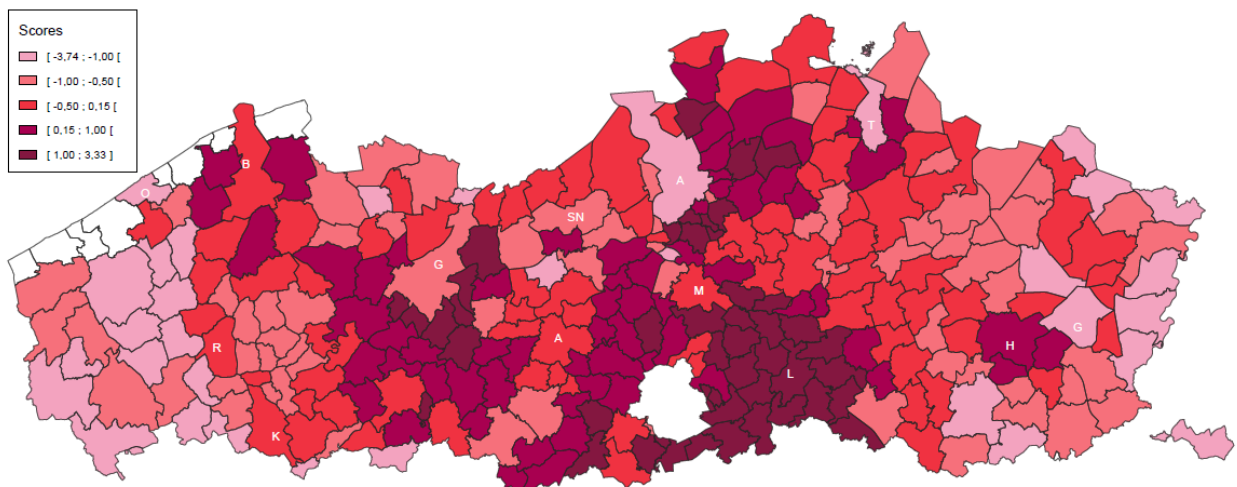 Scores
[ -3,74 ; -1,00 [
[ -1,00 ; -0,50 [
[ -0,50 ; 0,15 [
[ 0,15 ; 1,00 [
[ 1,00 ; 3,33 ]
T
B
A
O
SN
G
M
G
A
R
H
L
K